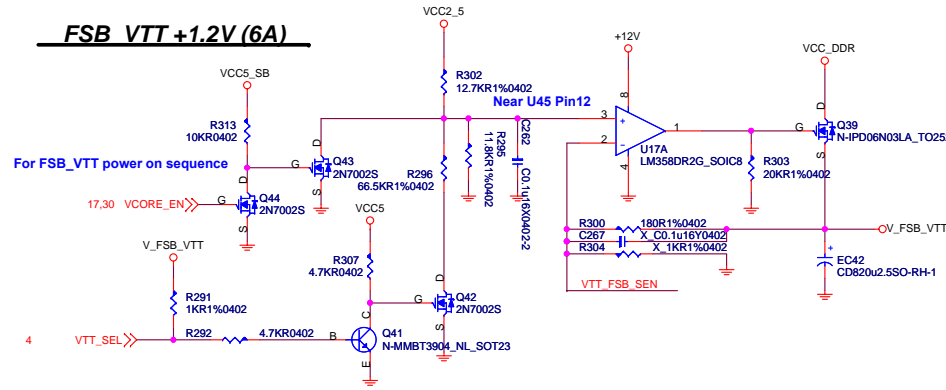 FSB VTT +1.2V (6A)
VCC2_5
VCC5_SB
+12V
VCC_DDR
R302
12.7KR1%0402
Near U45 Pin12
R313
10KR0402
For FSB_VTT power on sequence
D
G
S
Q43
2N7002S
D
G
S
Q44
2N7002S
17,30 VCORE_EN
R296
66.5KR1%0402
R295
11.8KR1%0402
C262
C0.1u16X0402-2
8
3
+
2
−
1
4
U17A
LM358DR2G_SOIC8
R303
20KR1%0402
D
G
S
Q39
N-IPD06N03LA_TO252
R300
180R1%0402
C267
X_C0.1u16Y0402
R304
X_1KR1%0402
VTT_FSB_SEN
V_FSB_VTT
+
EC42
CD820u2.5SO-RH-1
V_FSB_VTT
VCC5
R307
4.7KR0402
D
G
S
Q42
2N7002S
R291
1KR1%0402
4 VTT_SEL
R292
4.7KR0402
B
C
E
Q41
N-MMBT3904_NL_SOT23